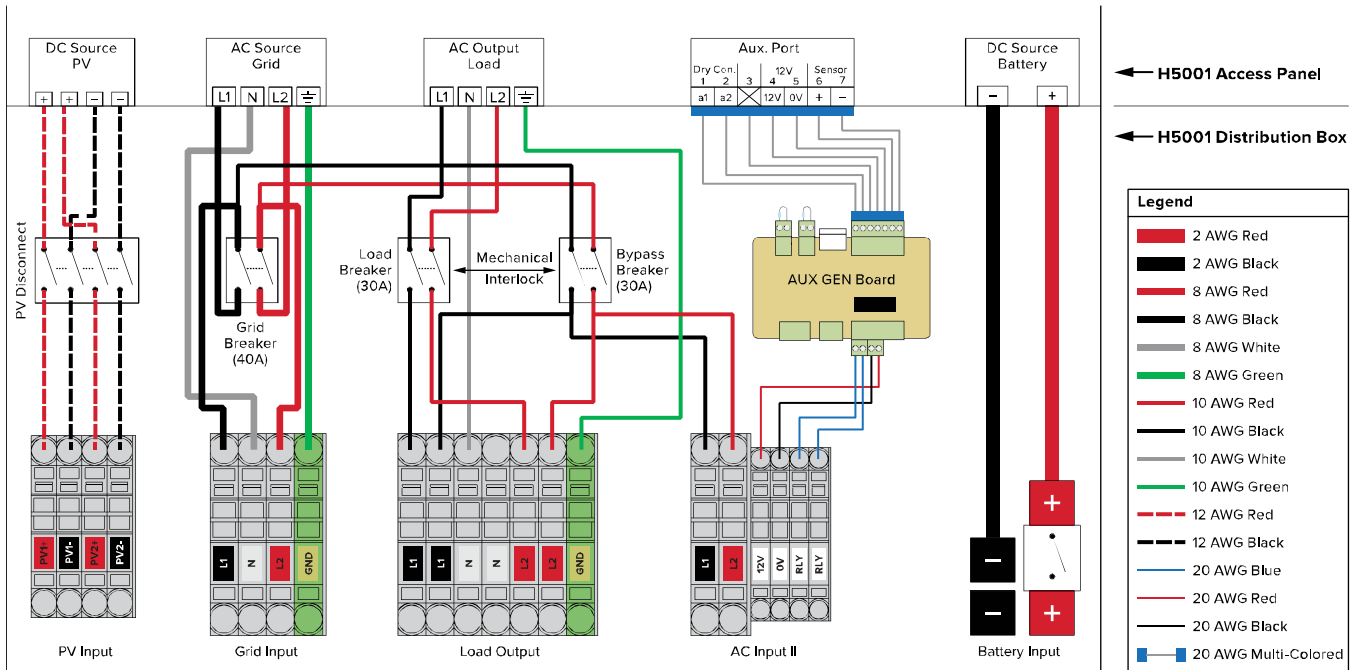 DC Source
PV
+ + − −
AC Source
Grid
L1 N L2
AC Output
Load
L1 N L2
Aux. Port
Dry Con. 12V Sensor
1 2 3 4 5 6 7
a1 a2 12V 0V + −
DC Source
Battery
− +
H5001 Access Panel
H5001 Distribution Box
PV Disconnect
Grid
Breaker
(40A)
Load
Breaker
(30A)
Mechanical
Interlock
Bypass
Breaker
(30A)
AUX GEN Board
PV1+ PV1- PV2+ PV2-
PV Input
L1 N L2 GND
Grid Input
L1 L1 N N L2 L2 GND
Load Output
L1 L2 12V 0V RLY RLY
AC Input II
+
−
− +
Battery Input
Legend
2 AWG Red
2 AWG Black
8 AWG Red
8 AWG Black
8 AWG White
8 AWG Green
10 AWG Red
10 AWG Black
10 AWG White
10 AWG Green
12 AWG Red
12 AWG Black
20 AWG Blue
20 AWG Red
20 AWG Black
20 AWG Multi-Colored